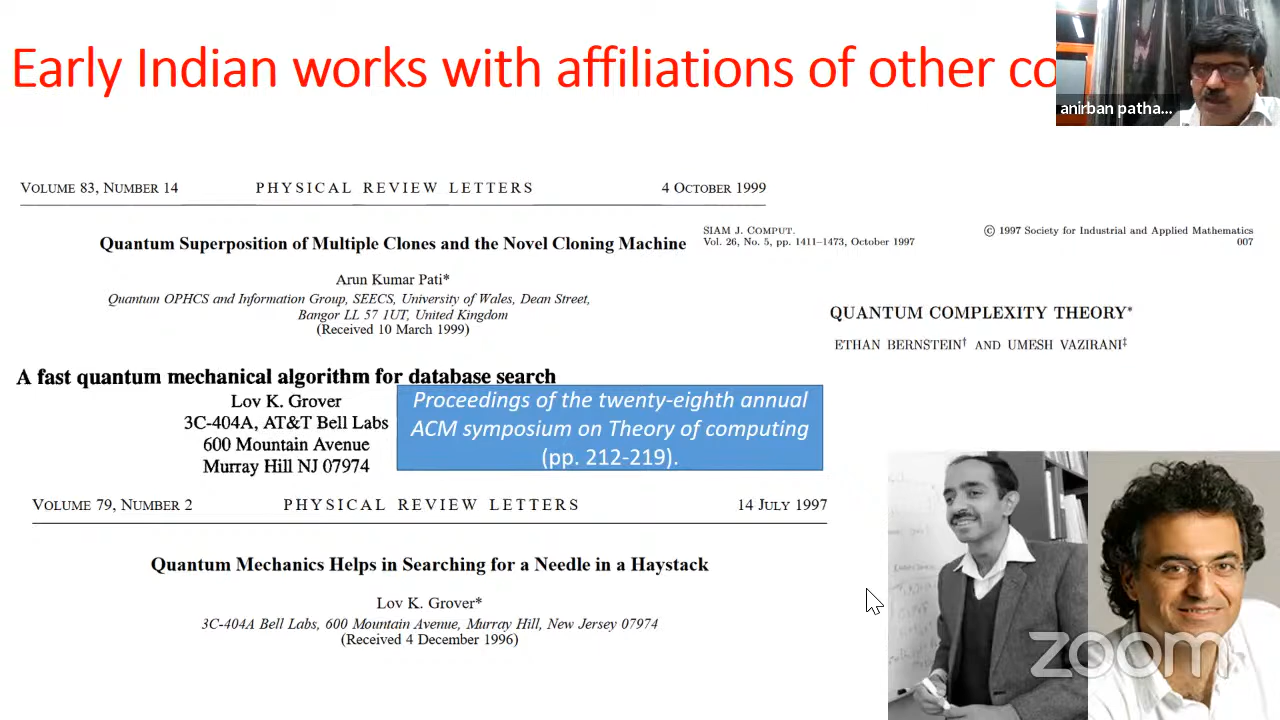 Early Indian works with affiliations of other co
anirban patha...
VOLUME 83, NUMBER 14 PHYSICAL REVIEW LETTERS 4 OCTOBER 1999
Quantum Superposition of Multiple Clones and the Novel Cloning Machine
Arun Kumar Pati*
Quantum OPHCS and Information Group, SEECS, University of Wales, Dean Street,
Bangor LL 57 1UT, United Kingdom
(Received 10 March 1999)
SIAM J. COMPUT. © 1997 Society for Industrial and Applied Mathematics
Vol. 26, No. 5, pp. 1411–1473, October 1997 007
QUANTUM COMPLEXITY THEORY*
ETHAN BERNSTEIN† AND UMESH VAZIRANI‡
A fast quantum mechanical algorithm for database search
Lov K. Grover
3C-404A, AT&T Bell Labs
600 Mountain Avenue
Murray Hill NJ 07974
Proceedings of the twenty-eighth annual
ACM symposium on Theory of computing
(pp. 212-219).
VOLUME 79, NUMBER 2 PHYSICAL REVIEW LETTERS 14 JULY 1997
Quantum Mechanics Helps in Searching for a Needle in a Haystack
Lov K. Grover*
3C-404A Bell Labs, 600 Mountain Avenue, Murray Hill, New Jersey 07974
(Received 4 December 1996)
zoom